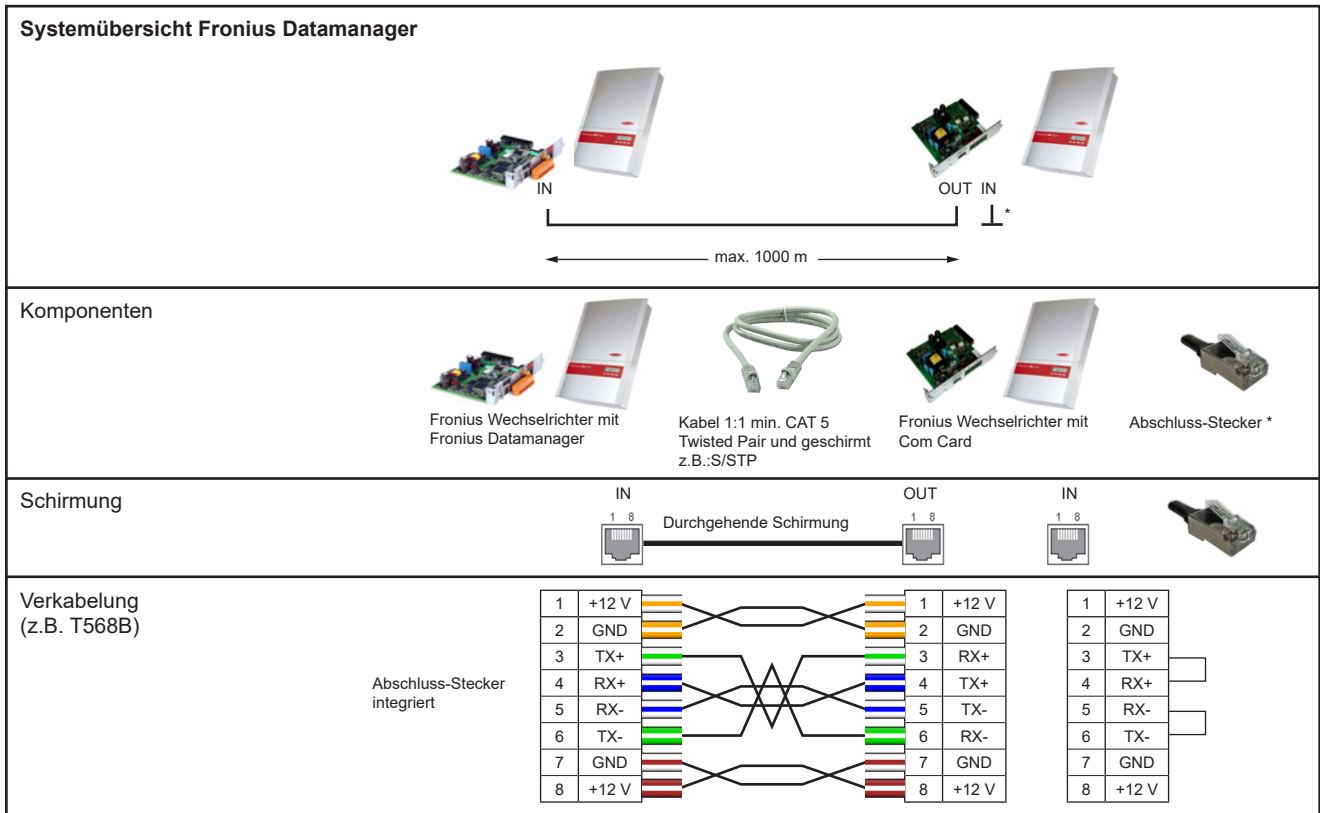 Systemübersicht Fronius Datamanager
IN
OUT IN
*
max. 1000 m
Komponenten
Fronius Wechselrichter mit
Fronius Datamanager
Kabel 1:1 min. CAT 5
Twisted Pair und geschirmt
z.B.:S/STP
Fronius Wechselrichter mit
Com Card
Abschluss-Stecker *
Schirmung
IN
OUT
IN
1 8
Durchgehende Schirmung
1 8
1 8
Verkabelung
(z.B. T568B)
Abschluss-Stecker
integriert
1 +12 V
2 GND
3 TX+
4 RX+
5 RX-
6 TX-
7 GND
8 +12 V
1 +12 V
2 GND
3 RX+
4 TX+
5 TX-
6 RX-
7 GND
8 +12 V
1 +12 V
2 GND
3 TX+
4 RX+
5 RX-
6 TX-
7 GND
8 +12 V